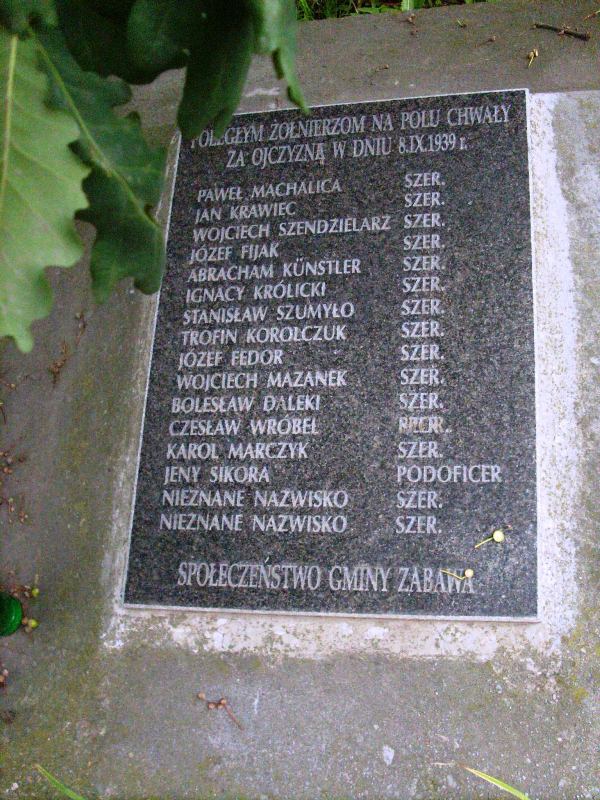 POLEGŁYM ŻOŁNIERZOM NA POLU CHWAŁY
ZA OJCZYZNĄ W DNIU 8.IX.1939 r.
PAWEŁ MACHALICA SZER.
JAN KRAWIEC SZER.
WOJCIECH SZENDZIELARZ SZER.
JÓZEF FIJAK SZER.
ABRACHAM KÜNSTLER SZER.
IGNACY KRÓLICKI SZER.
STANISŁAW SZUMYŁO SZER.
TROFIN KOROLCZUK SZER.
JÓZEF FEDOR SZER.
WOJCIECH MAZANEK SZER.
BOLESŁAW DALEKI SZER.
CZESŁAW WRÓBEL SZER.
KAROL MARCZYK SZER.
JENY SIKORA PODOFICER
NIEZNANE NAZWISKO SZER.
NIEZNANE NAZWISKO SZER.
SPOŁECZEŃSTWO GMINY ZABAWA